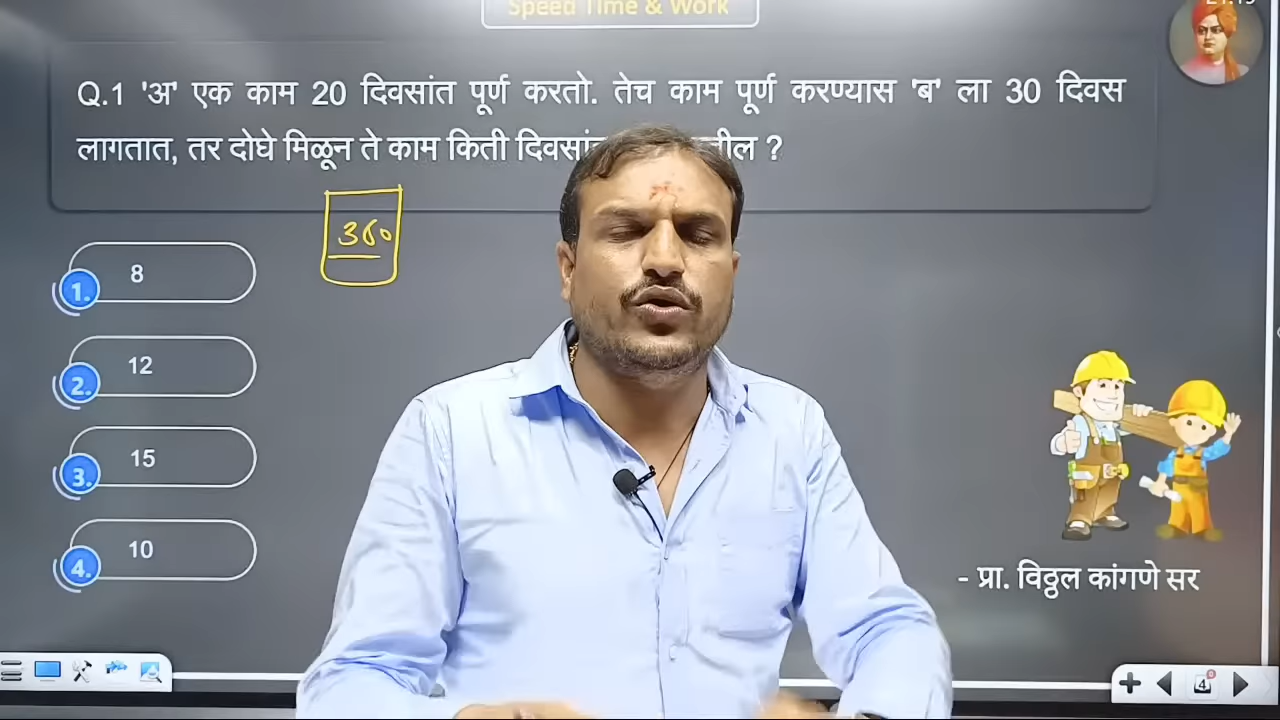 Speed Time & Work
Q.1 'अ' एक काम 20 दिवसांत पूर्ण करतो. तेच काम पूर्ण करण्यास 'ब' ला 30 दिवस
लागतात, तर दोघे मिळून ते काम किती दिवसांत ?
360
1. 8
2. 12
3. 15
4. 10
- प्रा. विठ्ठल कांगणे सर
4